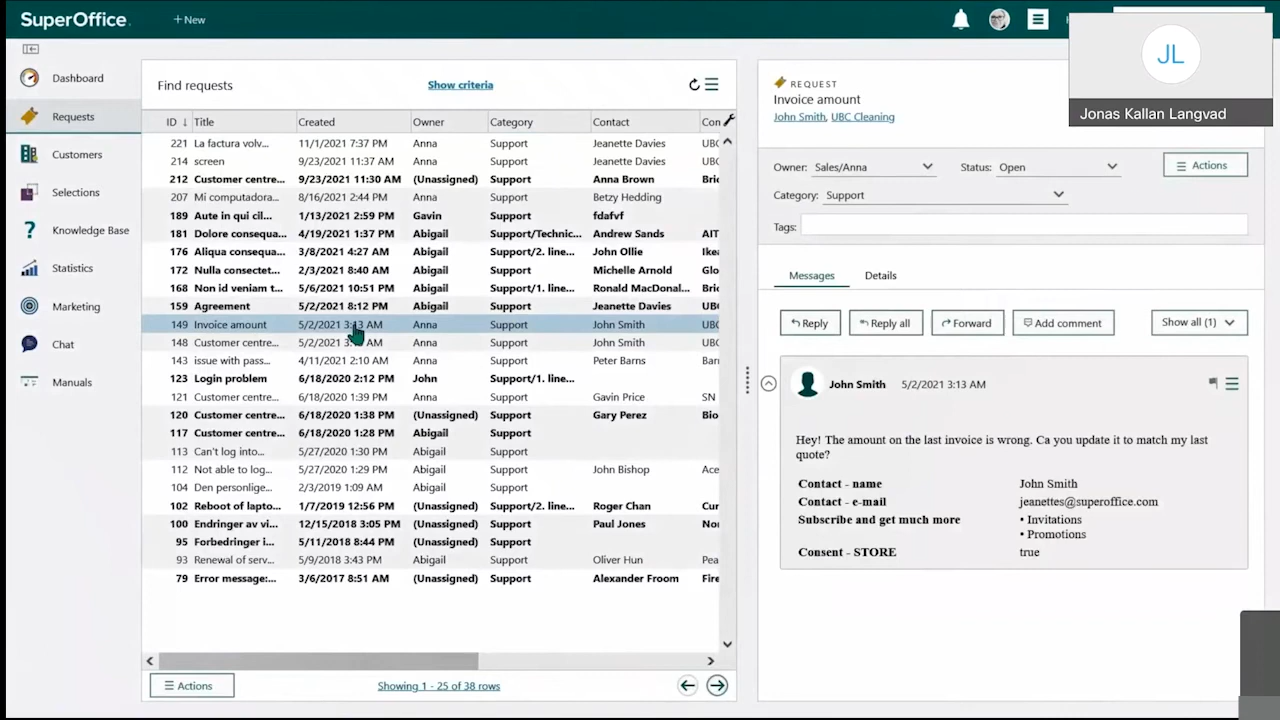 SuperOffice.
+ New
JL
Jonas Kallan Langvad
Dashboard
Requests
Customers
Selections
Knowledge Base
Statistics
Marketing
Chat
Manuals
Find requests
Show criteria
ID ↓ Title Created Owner Category Contact Con
221 La factura volv... 11/1/2021 7:37 PM Anna Support Jeanette Davies UBC
214 screen 9/23/2021 11:37 AM Anna Support Jeanette Davies UBC
212 Customer centre... 9/23/2021 11:30 AM (Unassigned) Support Anna Brown Bric
207 Mi computadora... 8/16/2021 2:44 PM Anna Support Betzy Hedding
189 Aute in qui cil... 1/13/2021 2:59 PM Gavin Support fdafvf
181 Dolore consequa... 4/19/2021 1:37 PM Abigail Support/Technic... Andrew Sands AIT
176 Aliqua consequa... 3/8/2021 4:27 AM Abigail Support/2. line... John Ollie Ikea
172 Nulla consectet... 2/3/2021 8:40 AM Abigail Support Michelle Arnold Glo
168 Non id veniam t... 5/6/2021 10:51 PM Abigail Support/1. line... Ronald MacDonal... Bric
159 Agreement 5/2/2021 8:12 PM Abigail Support Jeanette Davies UBC
149 Invoice amount 5/2/2021 3:13 AM Anna Support John Smith UBC
148 Customer centre... 5/2/2021 AM Anna Support John Smith UBC
143 issue with pass... 4/11/2021 2:10 AM Anna Support Peter Barns Bar
123 Login problem 6/18/2020 2:12 PM John Support/1. line...
121 Customer centre... 6/18/2020 1:39 PM Anna Support Gavin Price SN
120 Customer centre... 6/18/2020 1:38 PM (Unassigned) Support Gary Perez Bio
117 Customer centre... 6/18/2020 1:28 PM Abigail Support
113 Can't log into... 5/27/2020 1:30 PM Abigail Support
112 Not able to log... 5/27/2020 1:29 PM Abigail Support John Bishop Ace
104 Den personlige... 2/3/2019 1:09 AM Abigail Support
102 Reboot of lapto... 1/7/2019 12:56 PM (Unassigned) Support/2. line... Roger Chan Cur
100 Endringer av vi... 12/15/2018 3:05 PM (Unassigned) Support Paul Jones Nor
95 Forbedringer i... 5/11/2018 8:44 PM (Unassigned) Support
93 Renewal of serv... 5/9/2018 3:43 PM Abigail Support Oliver Hun Pea
79 Error message:... 3/6/2017 8:51 AM (Unassigned) Support Alexander Froom Fire
Actions
Showing 1 - 25 of 38 rows
REQUEST
Invoice amount
John Smith, UBC Cleaning
Owner: Sales/Anna Status: Open
Actions
Category: Support
Tags:
Messages Details
Reply Reply all Forward Add comment Show all (1)
John Smith 5/2/2021 3:13 AM
Hey! The amount on the last invoice is wrong. Ca you update it to match my last
quote?
Contact - name John Smith
Contact - e-mail jeanettes@superoffice.com
Subscribe and get much more • Invitations
• Promotions
Consent - STORE true